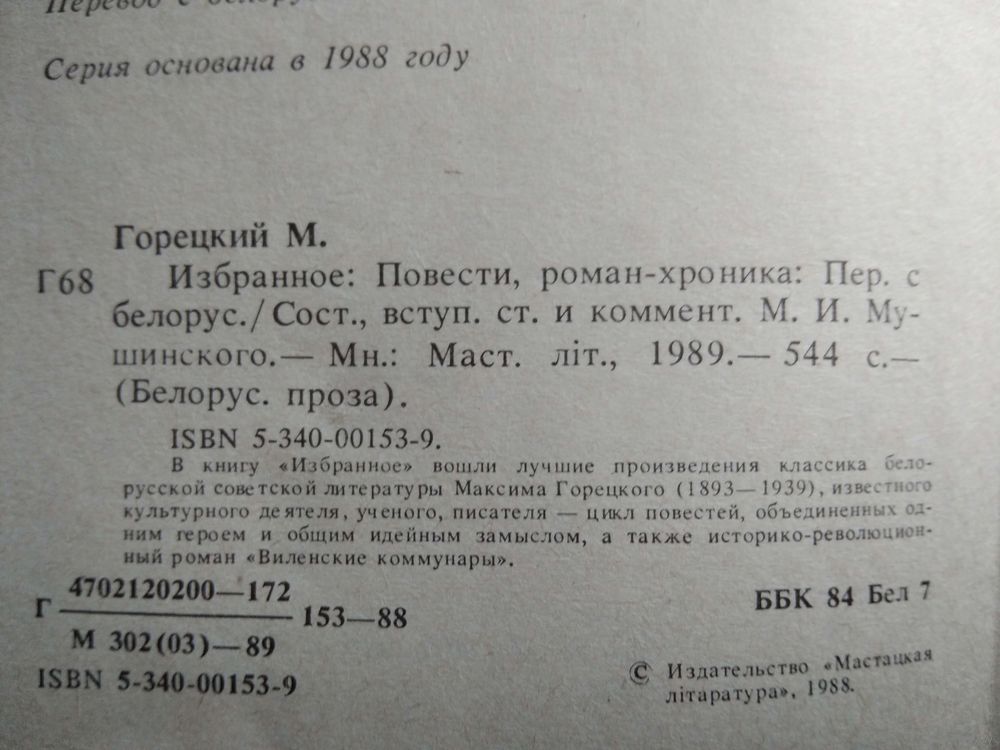 Перевод с белорус
Серия основана в 1988 году
Горецкий М.
Г68 Избранное: Повести, роман-хроника: Пер. с
белорус./Сост., вступ. ст. и коммент. М. И. Му-
шинского.— Мн.: Маст. літ., 1989.— 544 с.—
(Белорус. проза).
ISBN 5-340-00153-9.
В книгу «Избранное» вошли лучшие произведения классика бело-
русской советской литературы Максима Горецкого (1893—1939), известного
культурного деятеля, ученого, писателя — цикл повестей, объединенных од-
ним героем и общим идейным замыслом, а также историко-революцион-
ный роман «Виленские коммунары».
4702120200—172
Г 153—88
М 302(03)—89
ББК 84 Бел 7
ISBN 5-340-00153-9
© Издательство «Мастацкая
літаратура», 1988.